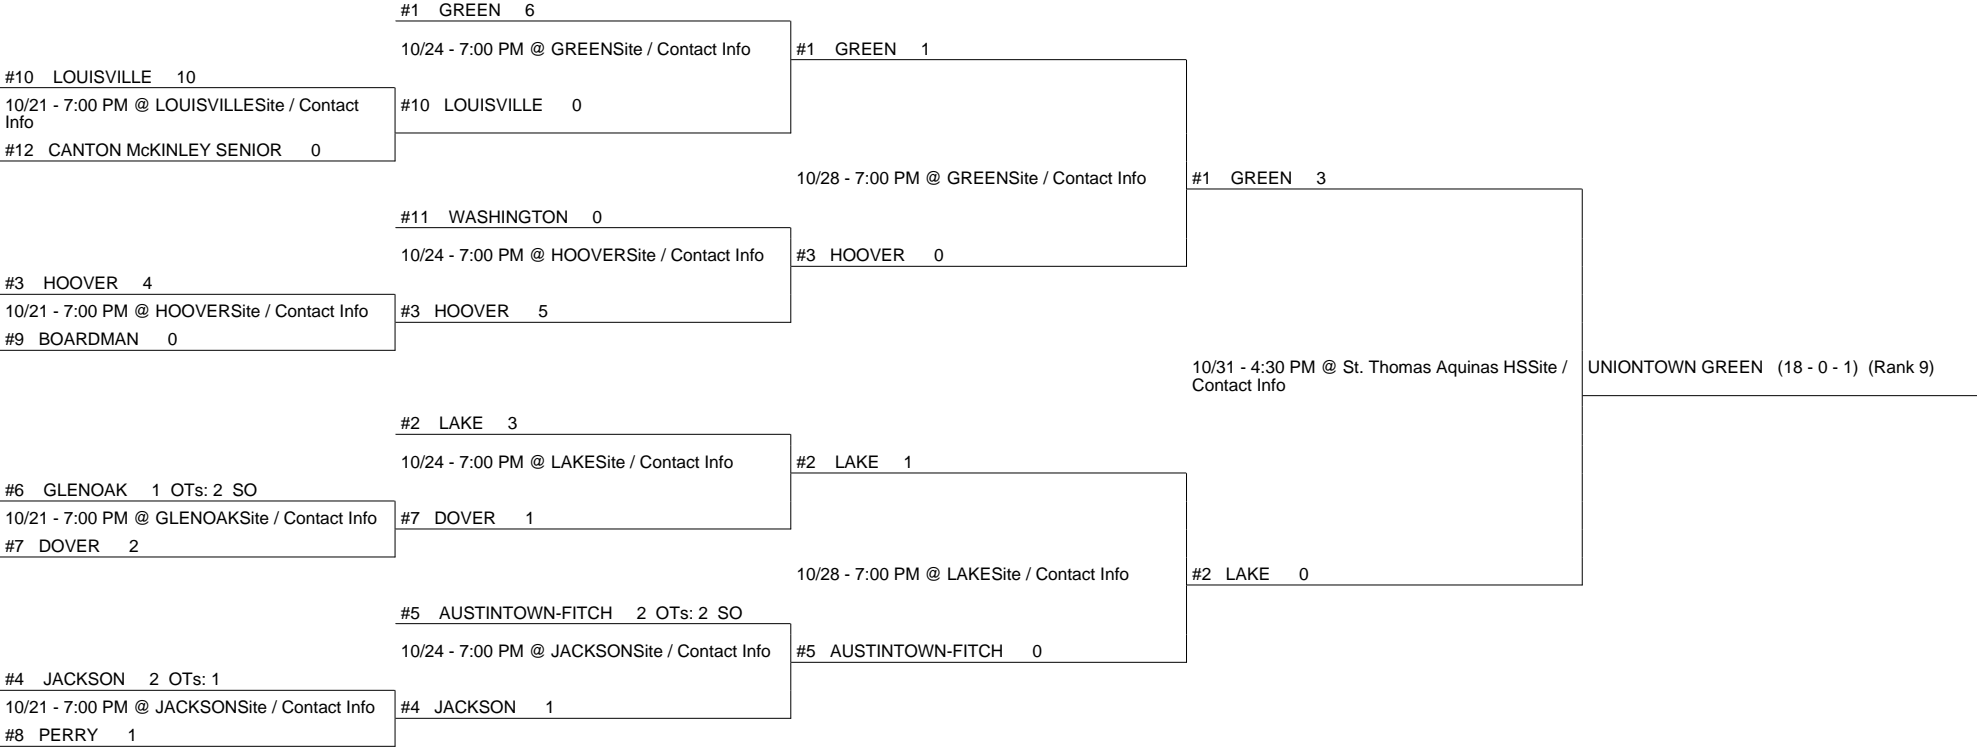 #1 GREEN 6
10/24 - 7:00 PM @ GREENSite / Contact Info
#1 GREEN 1
#10 LOUISVILLE 10
10/21 - 7:00 PM @ LOUISVILLESite / Contact
Info
#10 LOUISVILLE 0
#12 CANTON McKINLEY SENIOR 0
10/28 - 7:00 PM @ GREENSite / Contact Info
#1 GREEN 3
#11 WASHINGTON 0
10/24 - 7:00 PM @ HOOVERSite / Contact Info
#3 HOOVER 0
#3 HOOVER 4
10/21 - 7:00 PM @ HOOVERSite / Contact Info
#3 HOOVER 5
#9 BOARDMAN 0
10/31 - 4:30 PM @ St. Thomas Aquinas HSSite /
Contact Info
UNIONTOWN GREEN (18 - 0 - 1) (Rank 9)
#2 LAKE 3
10/24 - 7:00 PM @ LAKESite / Contact Info
#2 LAKE 1
#6 GLENOAK 1 OTs: 2 SO
10/21 - 7:00 PM @ GLENOAKSite / Contact Info
#7 DOVER 1
#7 DOVER 2
10/28 - 7:00 PM @ LAKESite / Contact Info
#2 LAKE 0
#5 AUSTINTOWN-FITCH 2 OTs: 2 SO
10/24 - 7:00 PM @ JACKSONSite / Contact Info
#5 AUSTINTOWN-FITCH 0
#4 JACKSON 2 OTs: 1
10/21 - 7:00 PM @ JACKSONSite / Contact Info
#4 JACKSON 1
#8 PERRY 1